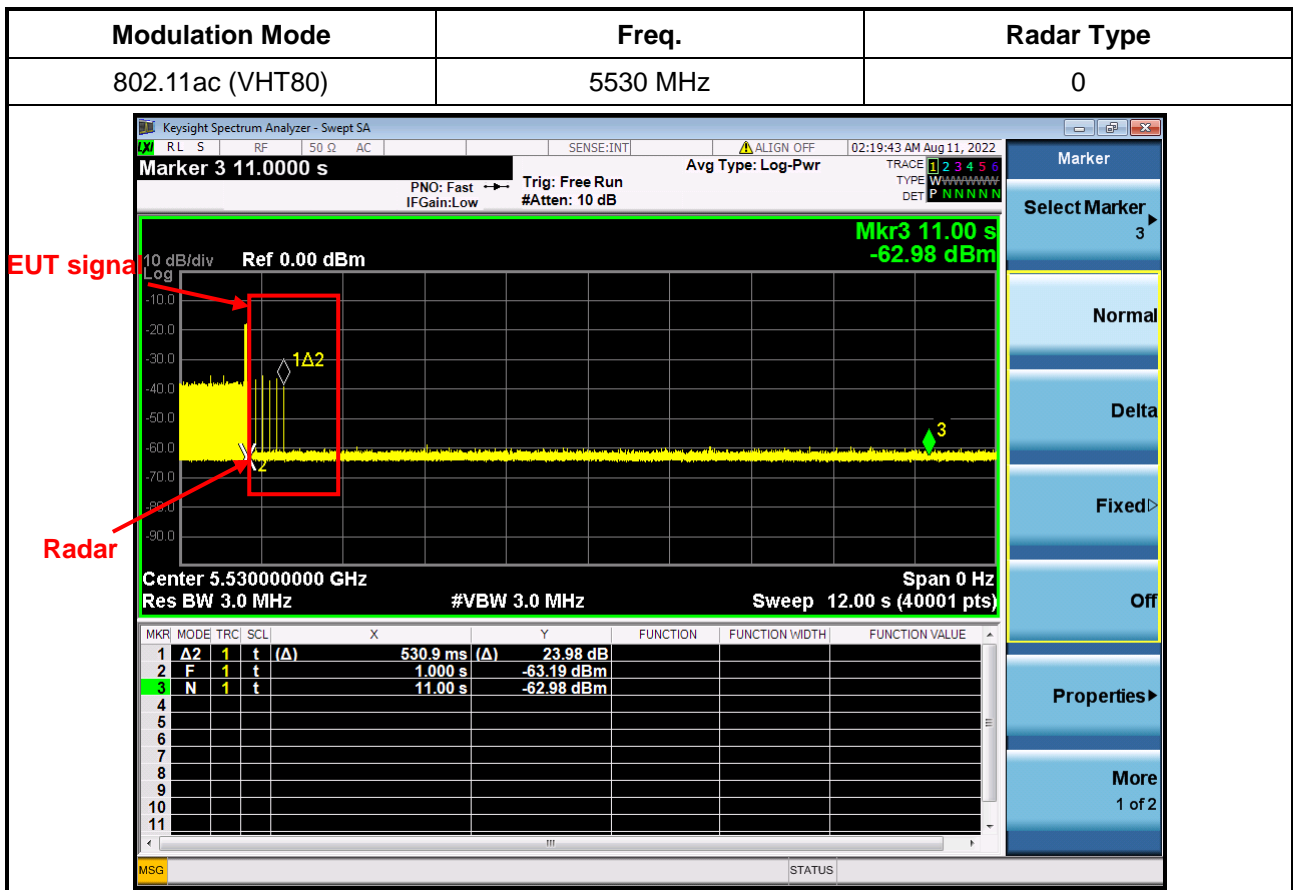 Modulation Mode Freq. Radar Type
802.11ac (VHT80) 5530 MHz 0
Keysight Spectrum Analyzer - Swept SA
LXI RL S RF 50 Ω AC SENSE:INT ALIGN OFF 02:19:43 AM Aug 11, 2022
Marker 3 11.0000 s
PNO: Fast
IFGain:Low
Trig: Free Run
#Atten: 10 dB
Avg Type: Log-Pwr
TRACE 1 2 3 4 5 6
TYPE WWWWWW
DET P N N N N N
Marker
Select Marker
3
Normal
Delta
Fixed
Off
Properties
More
1 of 2
Mkr3 11.00 s
-62.98 dBm
10 dB/div Ref 0.00 dBm
Log
EUT signal
-10.0
-20.0
-30.0
-40.0
-50.0
-60.0
-70.0
-80.0
-90.0
1Δ2
2
3
Radar
Center 5.530000000 GHz Span 0 Hz
Res BW 3.0 MHz #VBW 3.0 MHz Sweep 12.00 s (40001 pts)
MKR MODE TRC SCL X Y FUNCTION FUNCTION WIDTH FUNCTION VALUE
1 Δ2 1 t (Δ) 530.9 ms (Δ) 23.98 dB
2 F 1 t 1.000 s -63.19 dBm
3 N 1 t 11.00 s -62.98 dBm
4
5
6
7
8
9
10
11
MSG STATUS